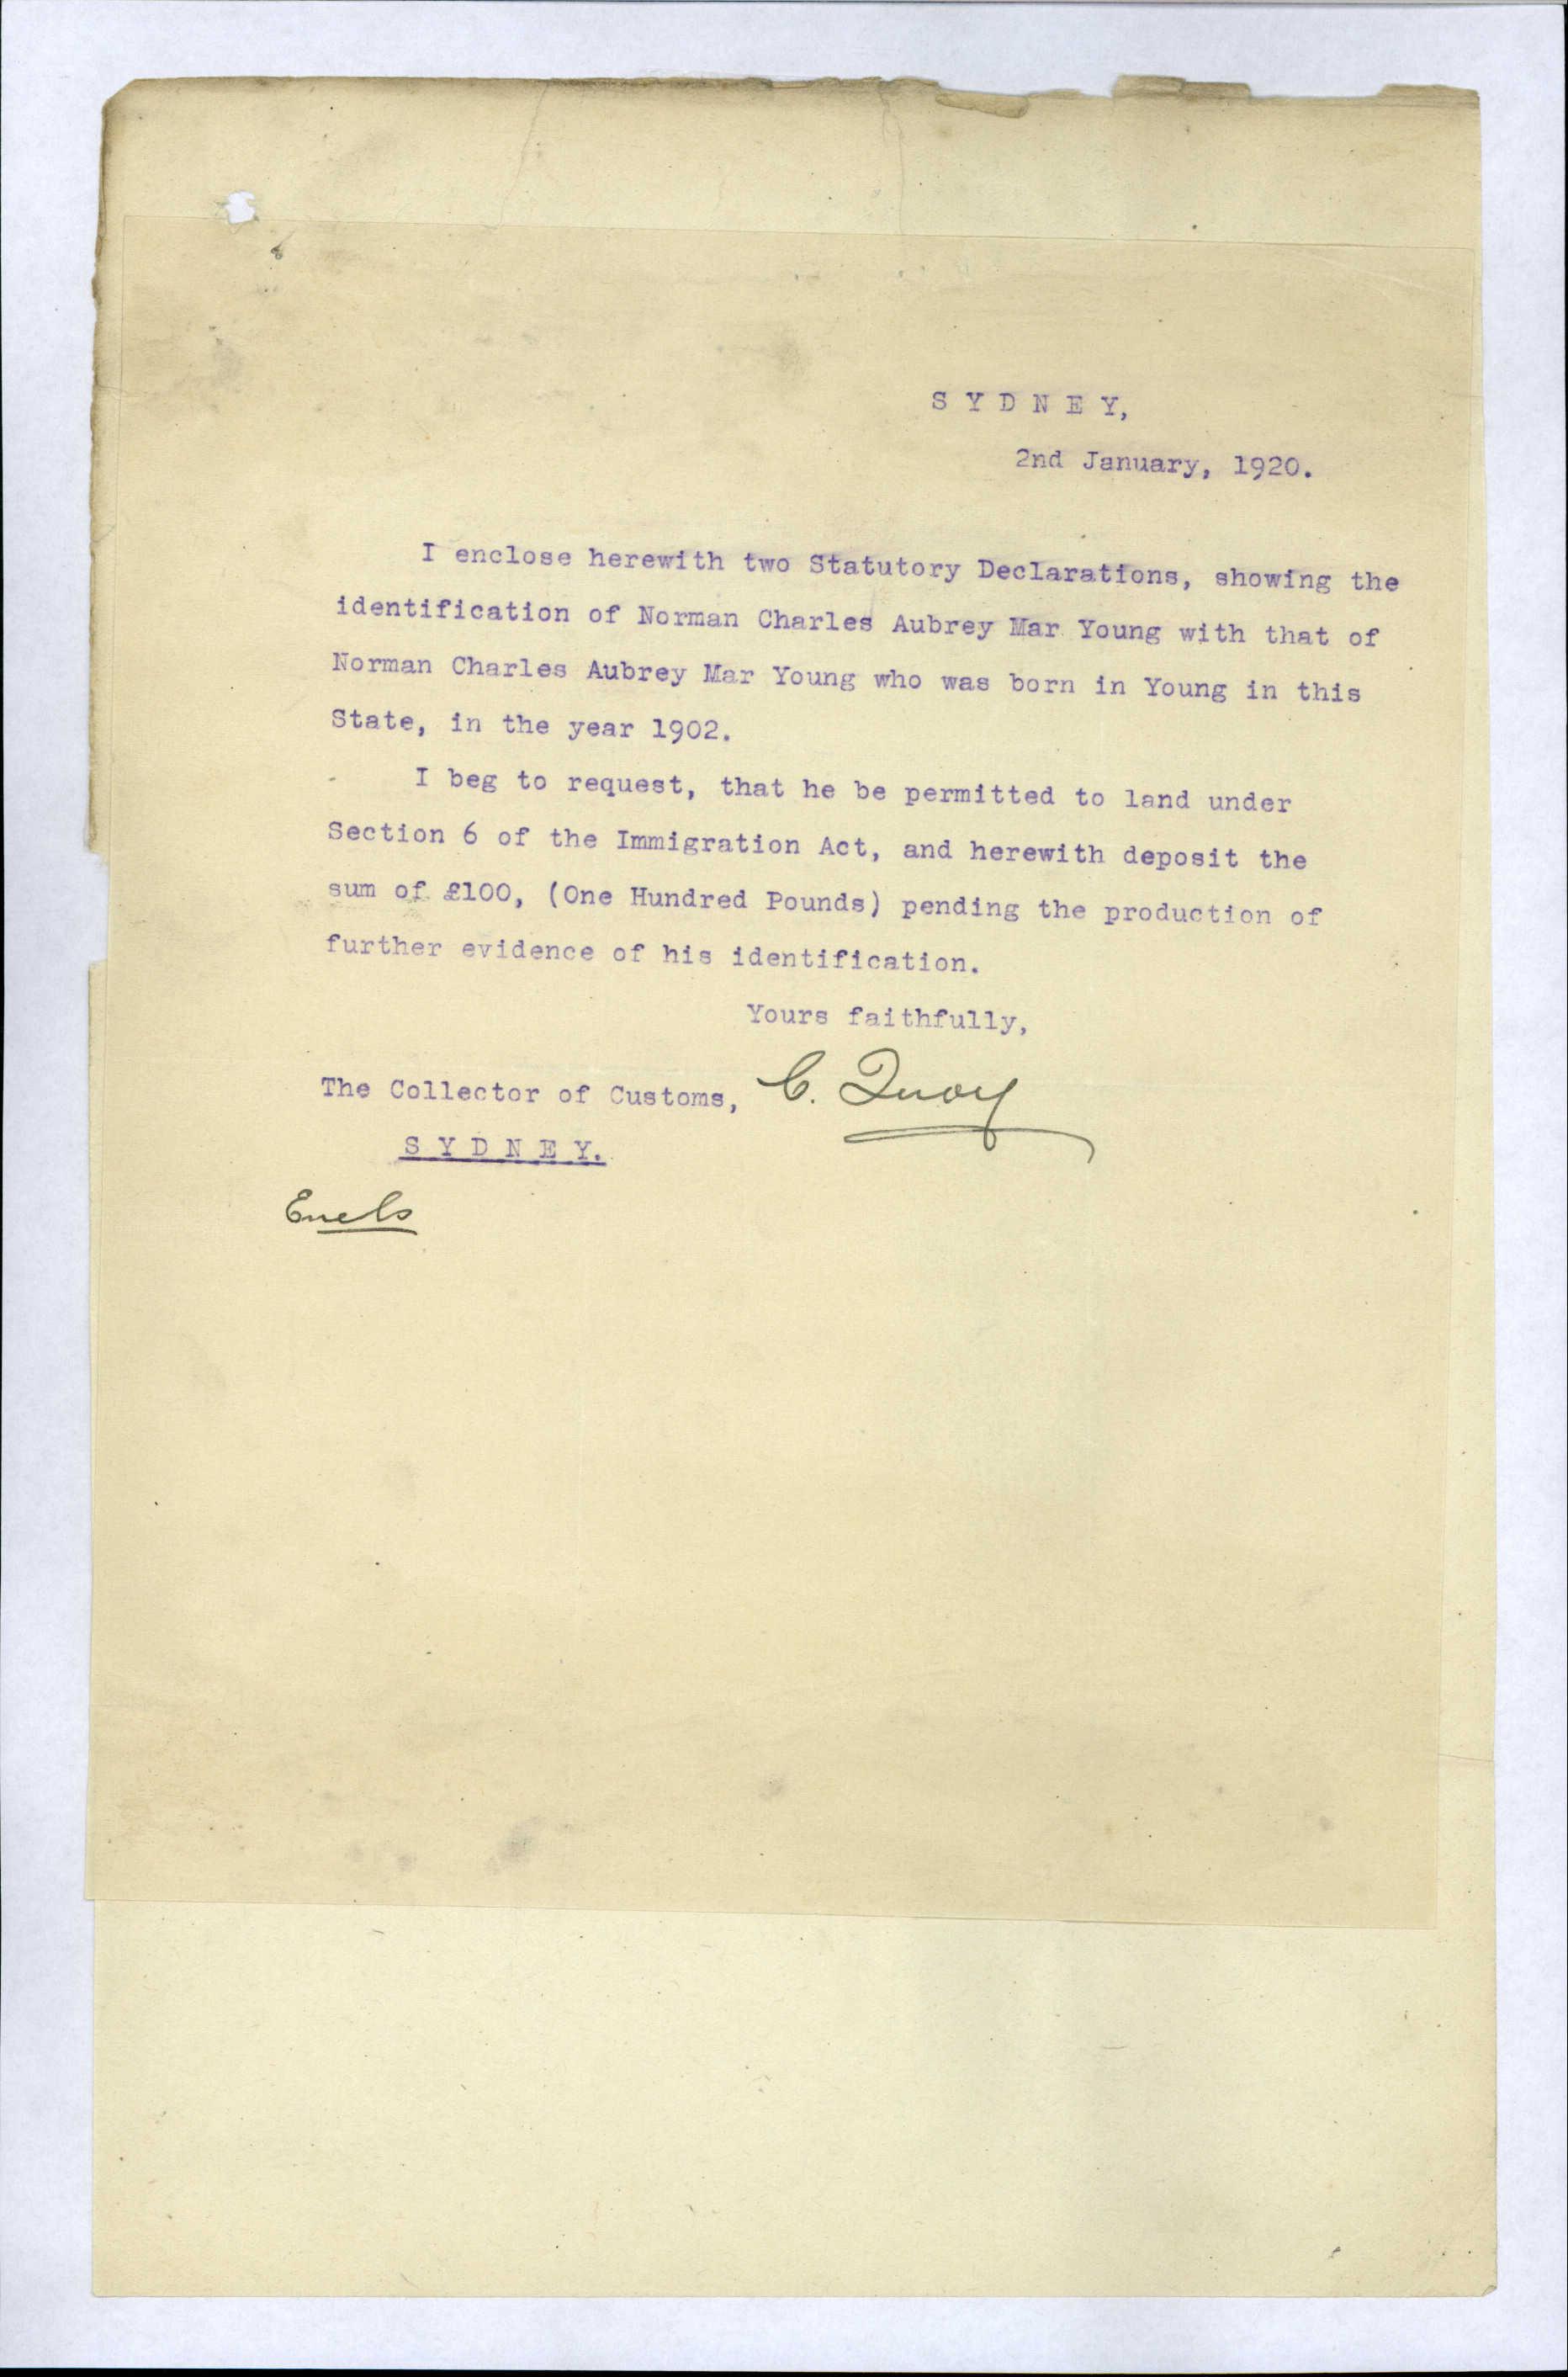 S Y D N E Y,
2nd January, 1920.
I enclose herewith two Statutory Declarations, showing the
identification of Norman Charles Aubrey Mar Young with that of
Norman Charles Aubrey Mar Young who was born in Young in this
State, in the year 1902.
I beg to request, that he be permitted to land under
Section 6 of the Immigration Act, and herewith deposit the
sum of £100, (One Hundred Pounds) pending the production of
further evidence of his identification.
Yours faithfully,
The Collector of Customs, C. Quoy
S Y D N E Y.
Encls